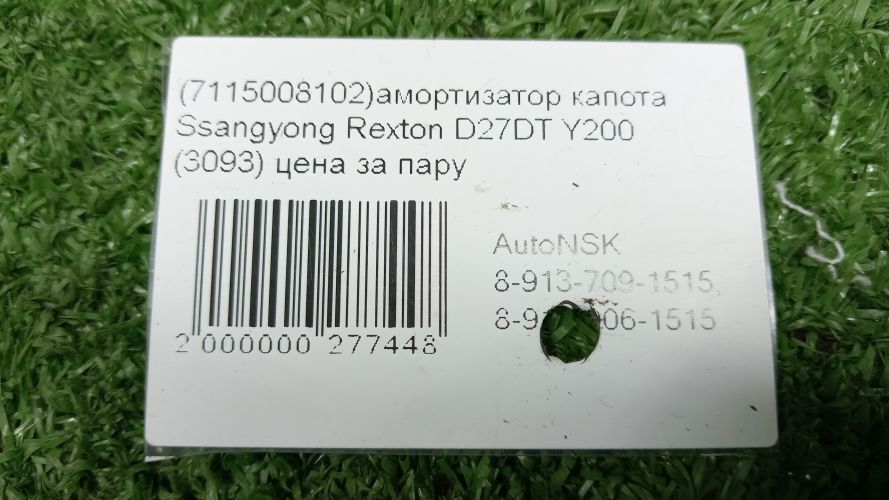 (7115008102)амортизатор капота
Ssangyong Rexton D27DT Y200
(3093) цена за пару
AutoNSK
8-913-709-1515,
2 000000 277448